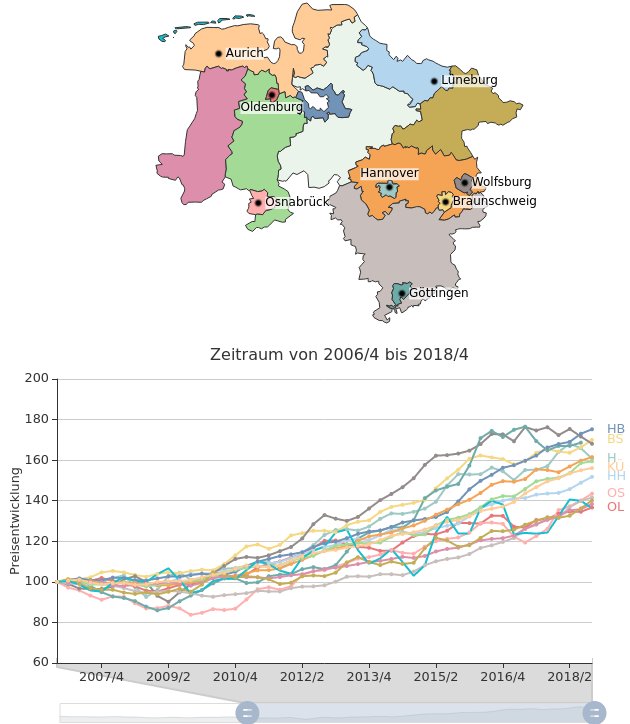 Aurich
Lüneburg
Oldenburg
Hannover
Wolfsburg
Osnabrück
Braunschweig
Göttingen
Zeitraum von 2006/4 bis 2018/4
Preisentwicklung
200
180
160
140
120
100
80
60
HB
BS
H
KÜ
HH
OS
OL
2007/4
2009/2
2010/4
2012/2
2013/4
2015/2
2016/4
2018/2